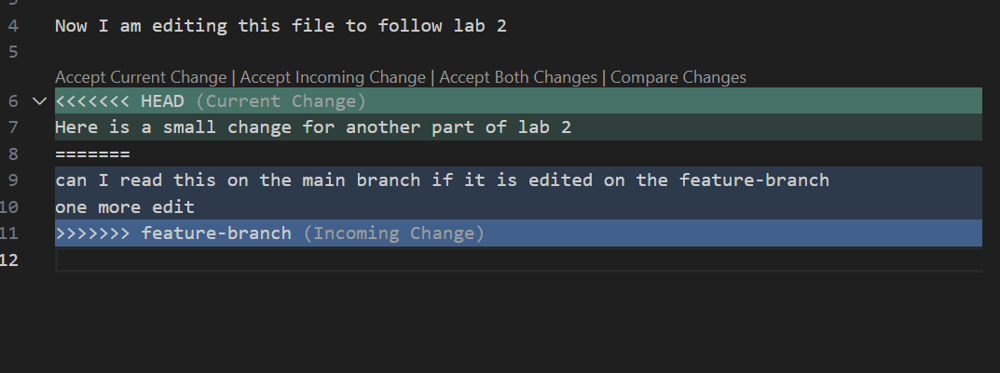 4 Now I am editing this file to follow lab 2
5
Accept Current Change | Accept Incoming Change | Accept Both Changes | Compare Changes
6 <<<<<<< HEAD (Current Change)
7 Here is a small change for another part of lab 2
8 =======
9 can I read this on the main branch if it is edited on the feature-branch
10 one more edit
11 >>>>>>> feature-branch (Incoming Change)
12